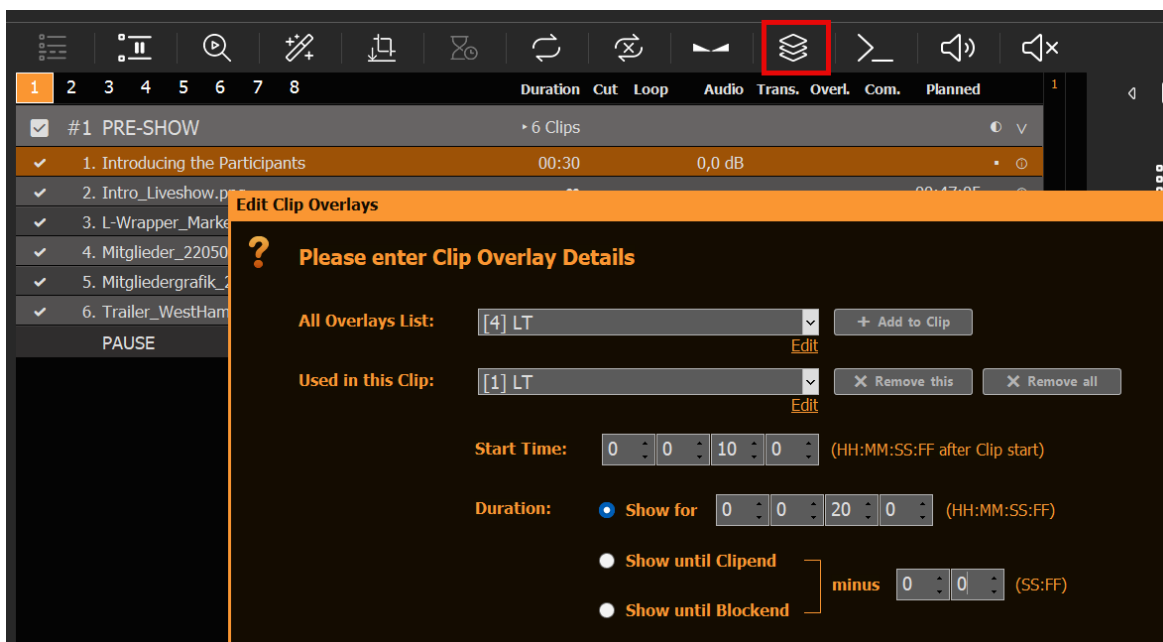 1 2 3 4 5 6 7 8 Duration Cut Loop Audio Trans. Overl. Com. Planned 1
#1 PRE-SHOW 6 Clips
1. Introducing the Participants 00:30 0,0 dB
2. Intro_Liveshow.png
3. L-Wrapper_Marke
4. Mitglieder_22050
5. Mitgliedergrafik_2
6. Trailer_WestHam
PAUSE
Edit Clip Overlays
? Please enter Clip Overlay Details
All Overlays List: [4] LT + Add to Clip
Edit
Used in this Clip: [1] LT X Remove this X Remove all
Edit
Start Time: 0 0 10 0 (HH:MM:SS:FF after Clip start)
Duration: Show for 0 0 20 0 (HH:MM:SS:FF)
Show until Clipend
minus 0 0 (SS:FF)
Show until Blockend